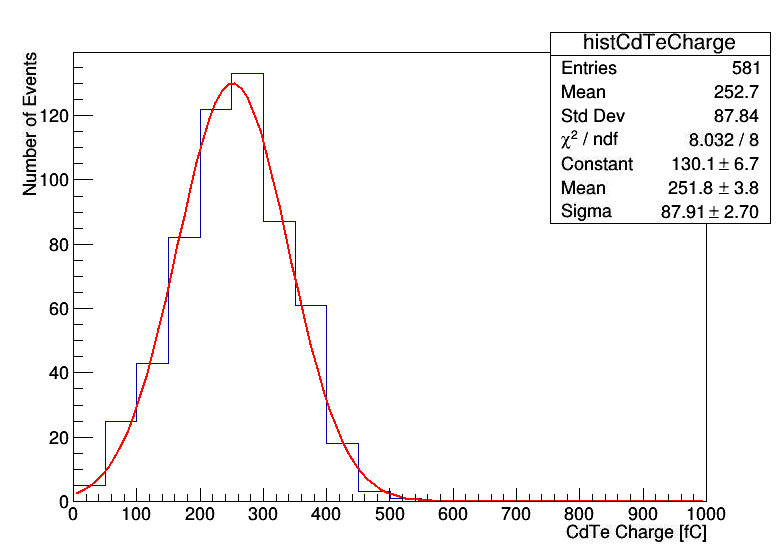 histCdTeCharge
Entries 581
Mean 252.7
Std Dev 87.84
χ² / ndf 8.032 / 8
Constant 130.1 ± 6.7
Mean 251.8 ± 3.8
Sigma 87.91 ± 2.70
Number of Events
120
100
80
60
40
20
0
0 100 200 300 400 500 600 700 800 900 1000
CdTe Charge [fC]